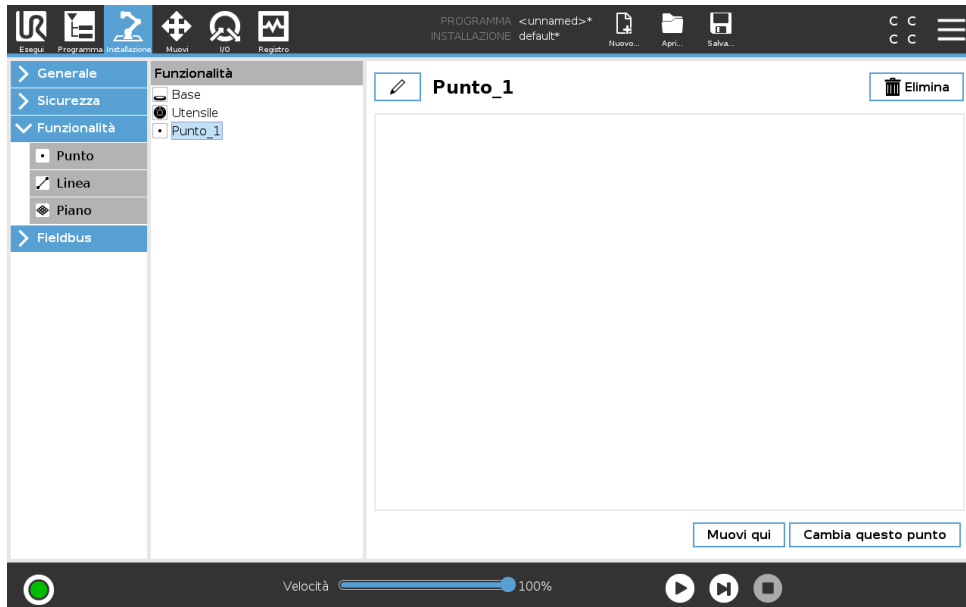 PROGRAMMA <unnamed>*
INSTALLAZIONE default*
UR
Esegui Programma Installazione Muovi I/O Registro Nuovo... Apri... Salva...
C C
C C
Generale
Sicurezza
Funzionalità
Punto
Linea
Piano
Fieldbus
Funzionalità
Base
Utensile
Punto_1
Punto_1
Elimina
Muovi qui Cambia questo punto
Velocità 100%